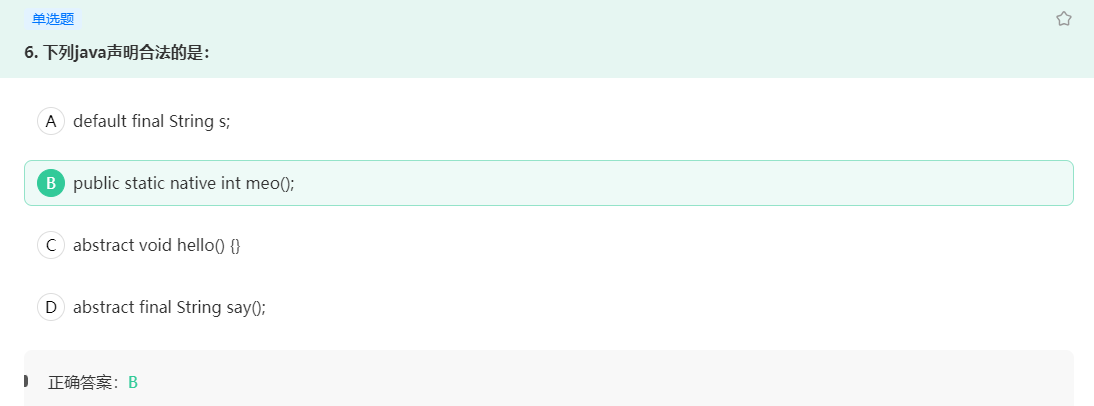 单选题
6. 下列java声明合法的是：
A default final String s;
B public static native int meo();
C abstract void hello() {}
D abstract final String say();
正确答案：B